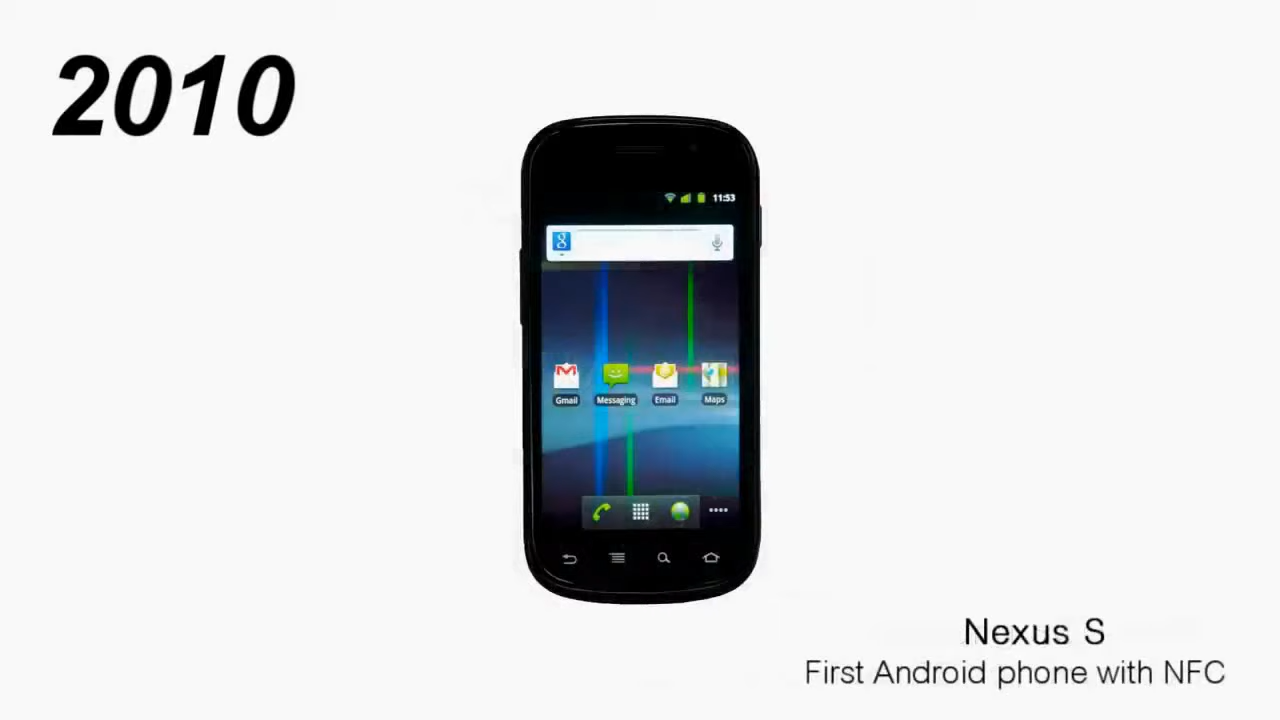 2010
11:53
g
Gmail
Messaging
Email
Maps
Nexus S
First Android phone with NFC